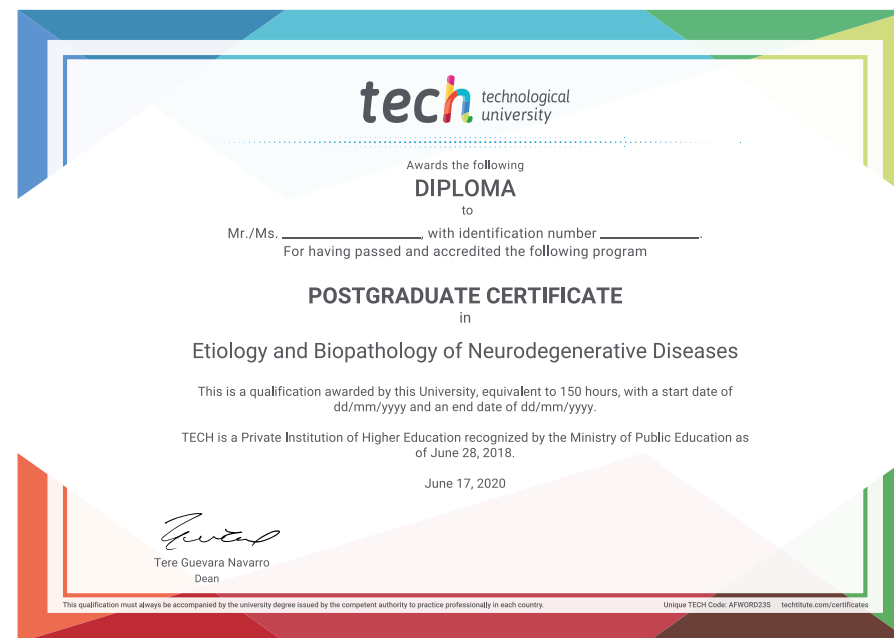 tech technological
university
Awards the following
DIPLOMA
to
Mr./Ms. ____________________, with identification number ______________.
For having passed and accredited the following program
POSTGRADUATE CERTIFICATE
in
Etiology and Biopathology of Neurodegenerative Diseases
This is a qualification awarded by this University, equivalent to 150 hours, with a start date of
dd/mm/yyyy and an end date of dd/mm/yyyy.
TECH is a Private Institution of Higher Education recognized by the Ministry of Public Education as
of June 28, 2018.
June 17, 2020
Tere Guevara Navarro
Dean
This qualification must always be accompanied by the university degree issued by the competent authority to practice professionally in each country. Unique TECH Code: AFWORD23S techtitute.com/certificates